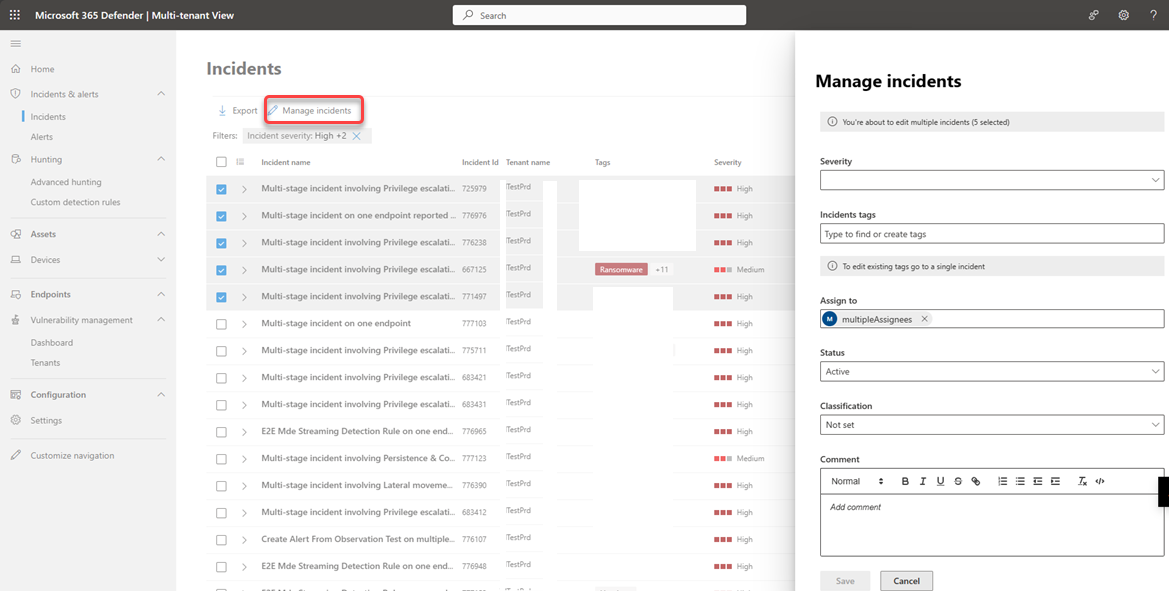 Microsoft 365 Defender | Multi-tenant View
Search
Home
Incidents & alerts
Incidents
Alerts
Hunting
Advanced hunting
Custom detection rules
Assets
Devices
Endpoints
Vulnerability management
Dashboard
Tenants
Configuration
Settings
Customize navigation
Incidents
Export Manage incidents
Filters: Incident severity: High +2
Incident name Incident Id Tenant name Tags Severity
Multi-stage incident involving Privilege escalati... 725979 TestPrd High
Multi-stage incident on one endpoint reported ... 776976 TestPrd High
Multi-stage incident involving Privilege escalati... 776238 TestPrd High
Multi-stage incident involving Privilege escalati... 667125 TestPrd Ransomware +11 Medium
Multi-stage incident involving Privilege escalati... 771497 TestPrd High
Multi-stage incident on one endpoint 777103 TestPrd High
Multi-stage incident involving Privilege escalati... 775711 TestPrd High
Multi-stage incident involving Privilege escalati... 683421 TestPrd High
Multi-stage incident involving Privilege escalati... 683431 TestPrd High
E2E Mde Streaming Detection Rule on one end... 776965 TestPrd High
Multi-stage incident involving Persistence & Co... 777123 TestPrd Medium
Multi-stage incident involving Lateral moveme... 776390 TestPrd High
Multi-stage incident involving Privilege escalati... 683412 TestPrd High
Create Alert From Observation Test on multiple... 776107 TestPrd High
E2E Mde Streaming Detection Rule on one end... 776948 TestPrd High
Manage incidents
You're about to edit multiple incidents (5 selected)
Severity
Incidents tags
Type to find or create tags
To edit existing tags go to a single incident
Assign to
M multipleAssignees
Status
Active
Classification
Not set
Comment
Normal B I U S
Add comment
Save Cancel